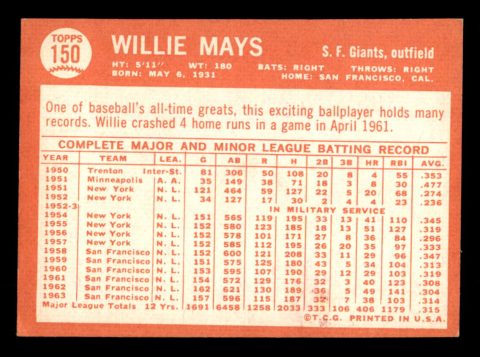 TOPPS
150
WILLIE MAYS
S. F. Giants, outfield
HT: 5'11" WT: 180 BATS: RIGHT THROWS: RIGHT
BORN: MAY 6, 1931 HOME: SAN FRANCISCO, CAL.
One of baseball's all-time greats, this exciting ballplayer holds many
records. Willie crashed 4 home runs in a game in April 1961.
COMPLETE MAJOR AND MINOR LEAGUE BATTING RECORD
YEAR TEAM LEA. G AB R H 2B 3B HR RBI AVG.
1950 Trenton Inter-St. 81 306 50 108 20 8 4 55 .353
1951 Minneapolis A.A. 35 149 38 71 18 3 8 30 .477
1951 New York N.L. 121 464 59 127 22 5 20 68 .274
1952 New York N.L. 34 127 17 30 2 4 4 23 .236
1952-3) IN MILITARY SERVICE
1954 New York N.L. 151 565 119 195 33 13 41 110 .345
1955 New York N.L. 152 580 123 185 18 13 51 127 .319
1956 New York N.L. 152 578 101 171 27 8 36 84 .296
1957 New York N.L. 152 585 112 195 26 20 35 97 .333
1958 San Francisco N.L. 152 600 121 208 33 11 29 96 .347
1959 San Francisco N.L. 151 575 125 180 43 5 34 104 .313
1960 San Francisco N.L. 153 595 107 190 29 12 29 103 .319
1961 San Francisco N.L. 154 572 129 176 32 3 40 123 .308
1962 San Francisco N.L. 162 621 130 189 36 5 49 141 .304
1963 San Francisco N.L. 157 596 115 187 32 7 38 103 .314
Major League Totals 12 Yrs. 1691 6458 1258 2033 333 106 406 1179 .315
©T.C.G. PRINTED IN U.S.A.